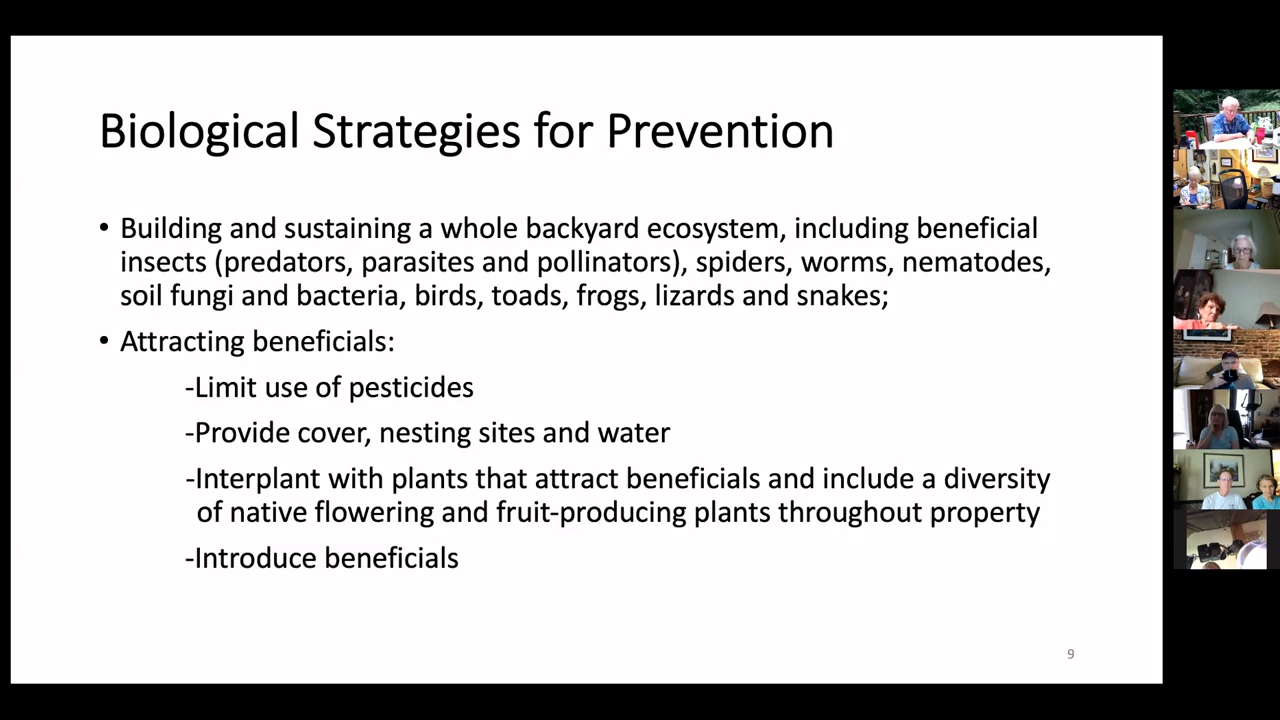 Biological Strategies for Prevention
• Building and sustaining a whole backyard ecosystem, including beneficial
insects (predators, parasites and pollinators), spiders, worms, nematodes,
soil fungi and bacteria, birds, toads, frogs, lizards and snakes;
• Attracting beneficials:
-Limit use of pesticides
-Provide cover, nesting sites and water
-Interplant with plants that attract beneficials and include a diversity
of native flowering and fruit-producing plants throughout property
-Introduce beneficials
9